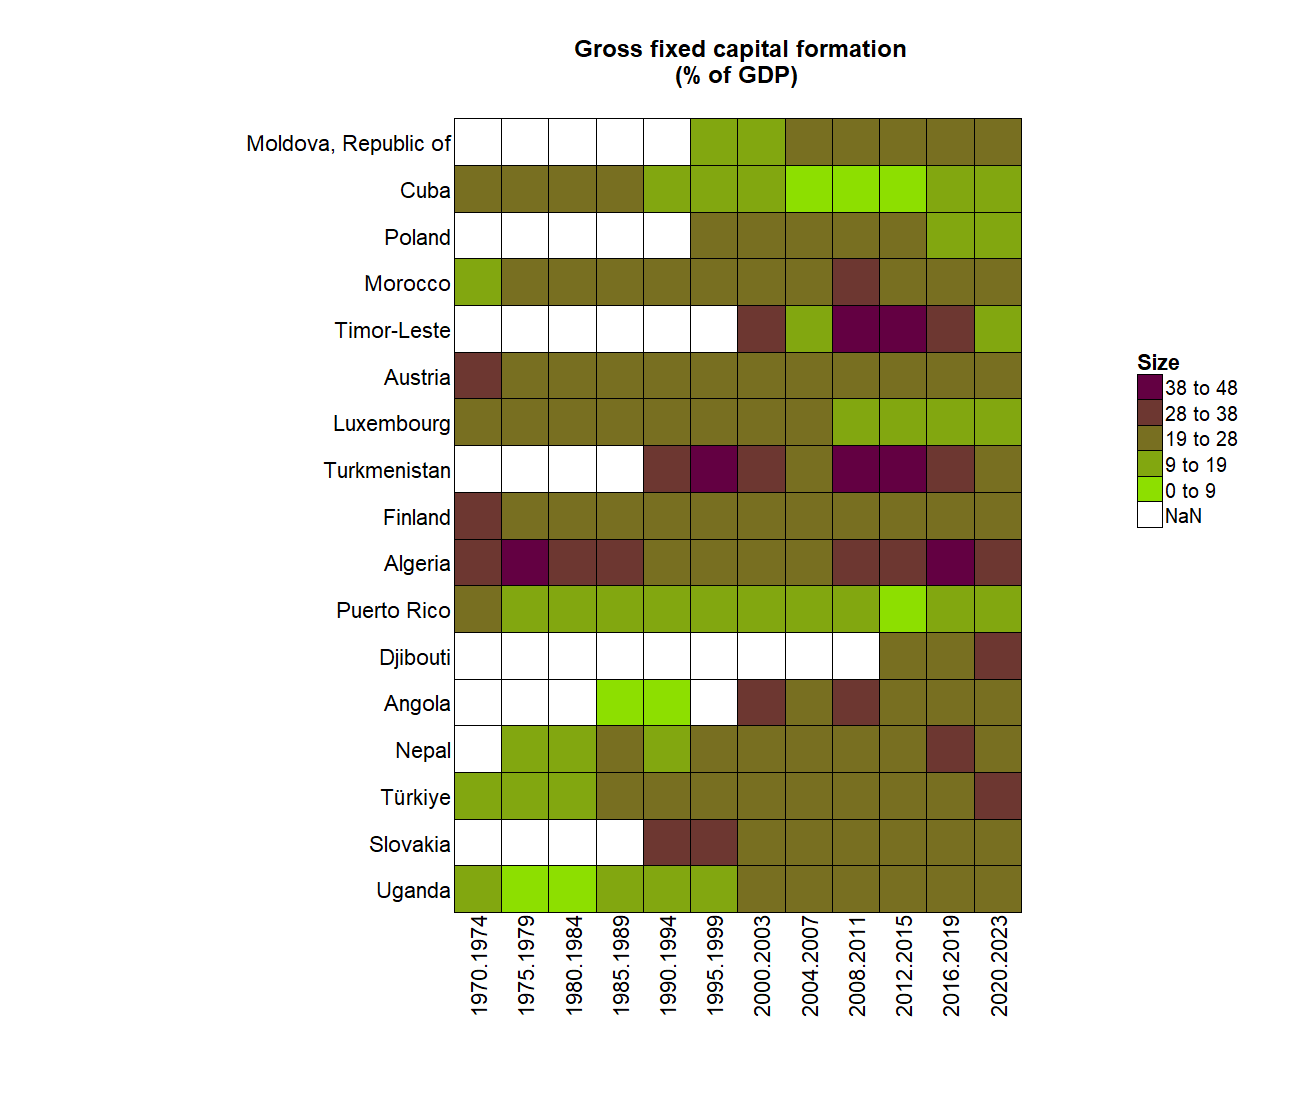 Gross fixed capital formation
(% of GDP)
Moldova, Republic of
Cuba
Poland
Morocco
Timor-Leste
Austria
Luxembourg
Turkmenistan
Finland
Algeria
Puerto Rico
Djibouti
Angola
Nepal
Türkiye
Slovakia
Uganda
1970.1974
1975.1979
1980.1984
1985.1989
1990.1994
1995.1999
2000.2003
2004.2007
2008.2011
2012.2015
2016.2019
2020.2023
Size
38 to 48
28 to 38
19 to 28
9 to 19
0 to 9
NaN